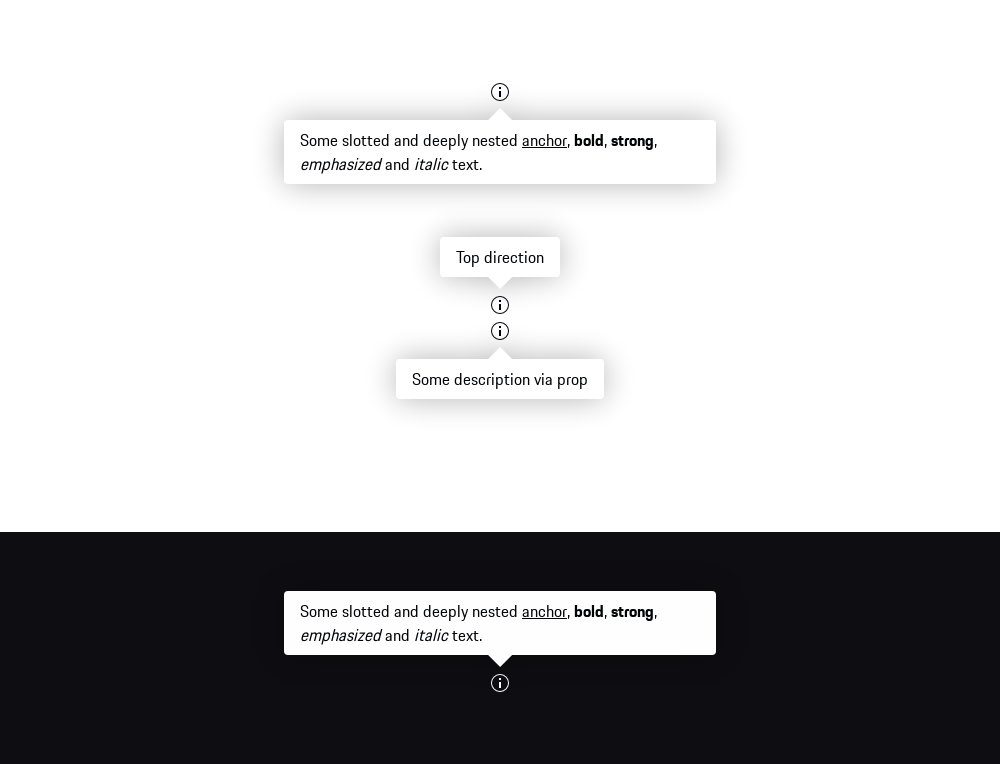 Some slotted and deeply nested anchor, bold, strong,
emphasized and italic text.
Top direction
Some description via prop
Some slotted and deeply nested anchor, bold, strong,
emphasized and italic text.